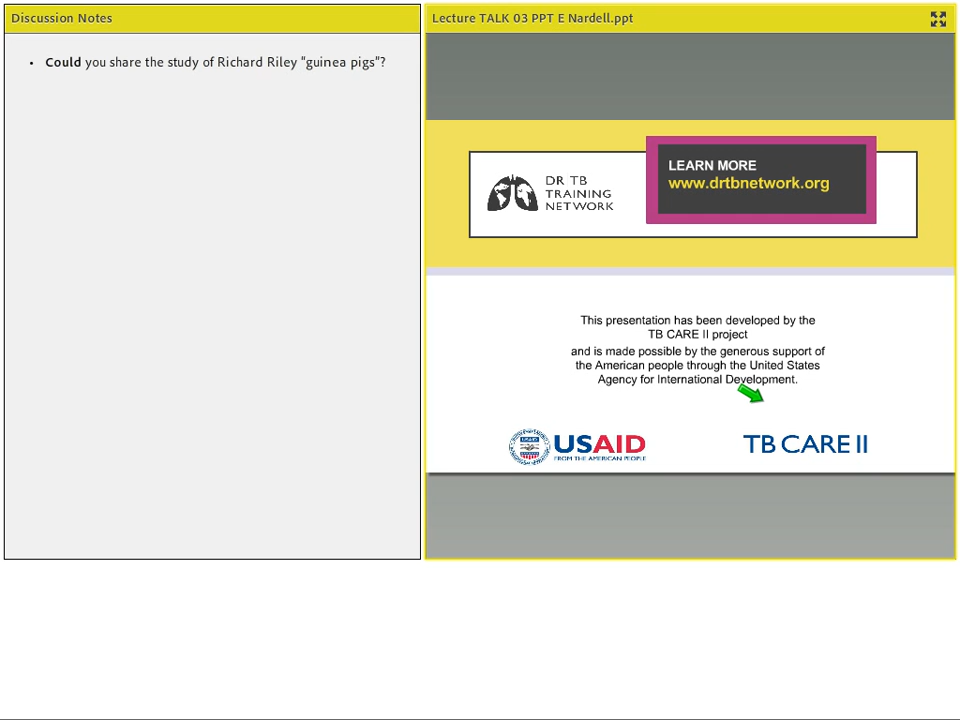 Discussion Notes
• Could you share the study of Richard Riley “guinea pigs”?
Lecture TALK 03 PPT E Nardell.ppt
DR TB
TRAINING
NETWORK
LEARN MORE
www.drtbnetwork.org
This presentation has been developed by the
TB CARE II project
and is made possible by the generous support of
the American people through the United States
Agency for International Development.
USAID
FROM THE AMERICAN PEOPLE
TB CARE II